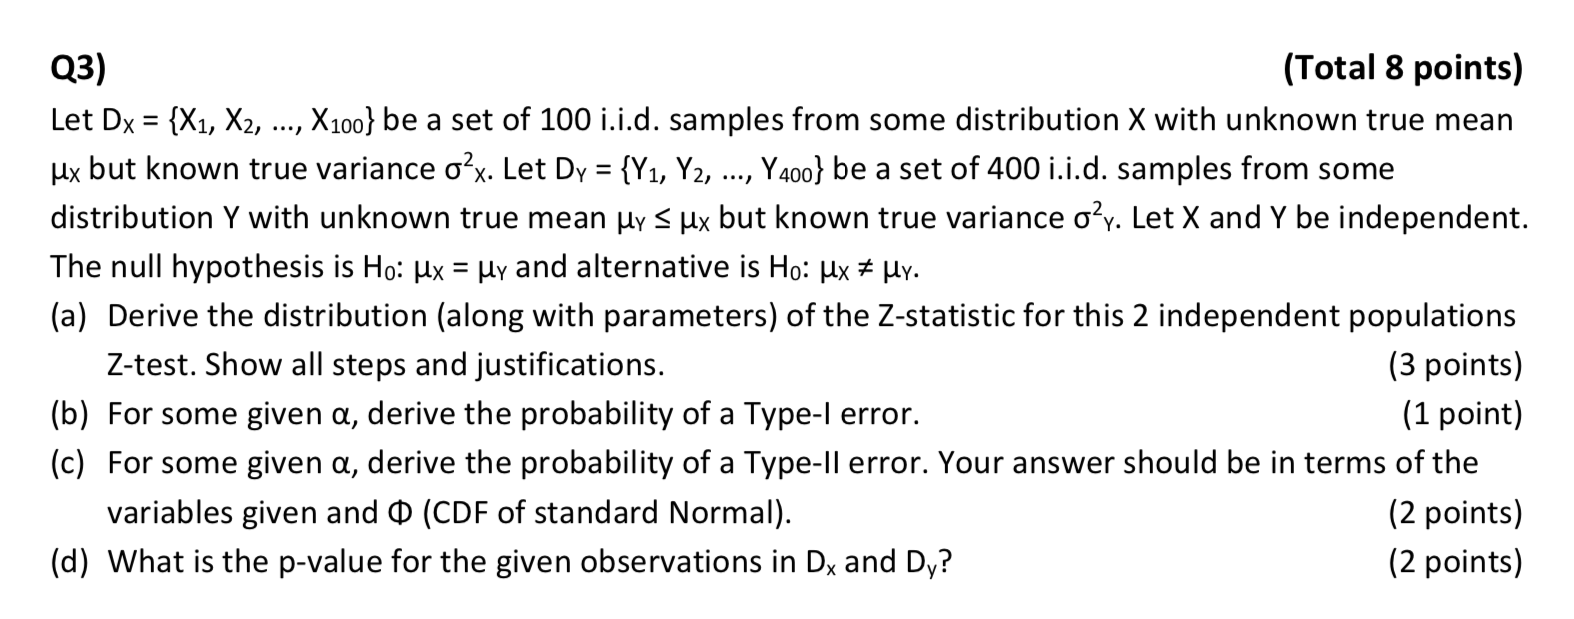 Q3) (Total 8 points)
Let Dₓ = {X₁, X₂, ..., X₁₀₀} be a set of 100 i.i.d. samples from some distribution X with unknown true mean
μₓ but known true variance σ²ₓ. Let D_Y = {Y₁, Y₂, ..., Y₄₀₀} be a set of 400 i.i.d. samples from some
distribution Y with unknown true mean μ_Y ≤ μₓ but known true variance σ²_Y. Let X and Y be independent.
The null hypothesis is H₀: μₓ = μ_Y and alternative is H₀: μₓ ≠ μ_Y.
(a) Derive the distribution (along with parameters) of the Z-statistic for this 2 independent populations
Z-test. Show all steps and justifications. (3 points)
(b) For some given α, derive the probability of a Type-I error. (1 point)
(c) For some given α, derive the probability of a Type-II error. Your answer should be in terms of the
variables given and Φ (CDF of standard Normal). (2 points)
(d) What is the p-value for the given observations in Dₓ and D_y? (2 points)